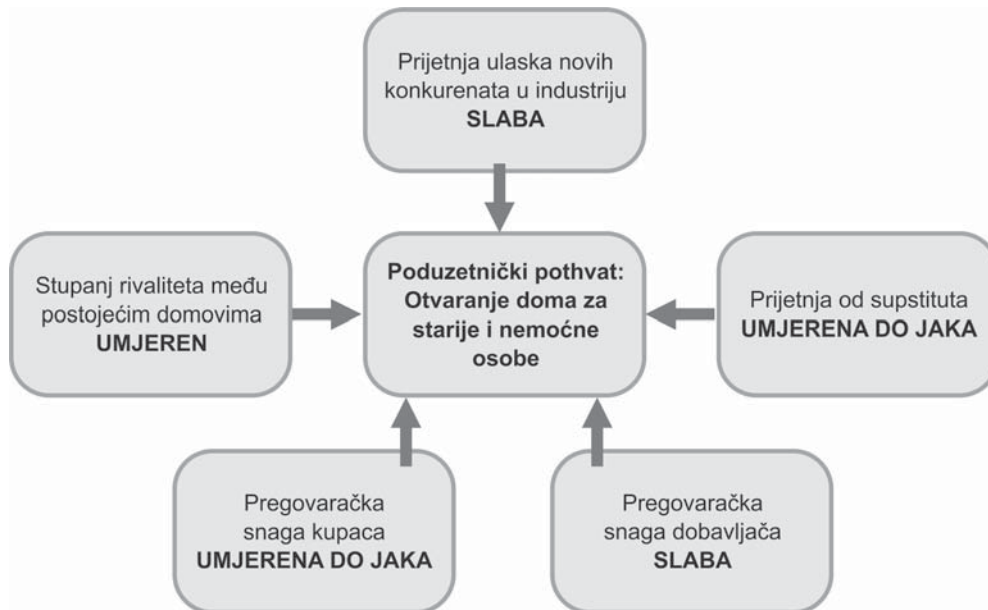 Prijetnja ulaska novih
konkurenata u industriju
SLABA
Stupanj rivaliteta među
postojećim domovima
UMJEREN
Poduzetnički pothvat:
Otvaranje doma za
starije i nemoćne
osobe
Prijetnja od supstituta
UMJERENA DO JAKA
Pregovaračka
snaga kupaca
UMJERENA DO JAKA
Pregovaračka
snaga dobavljača
SLABA